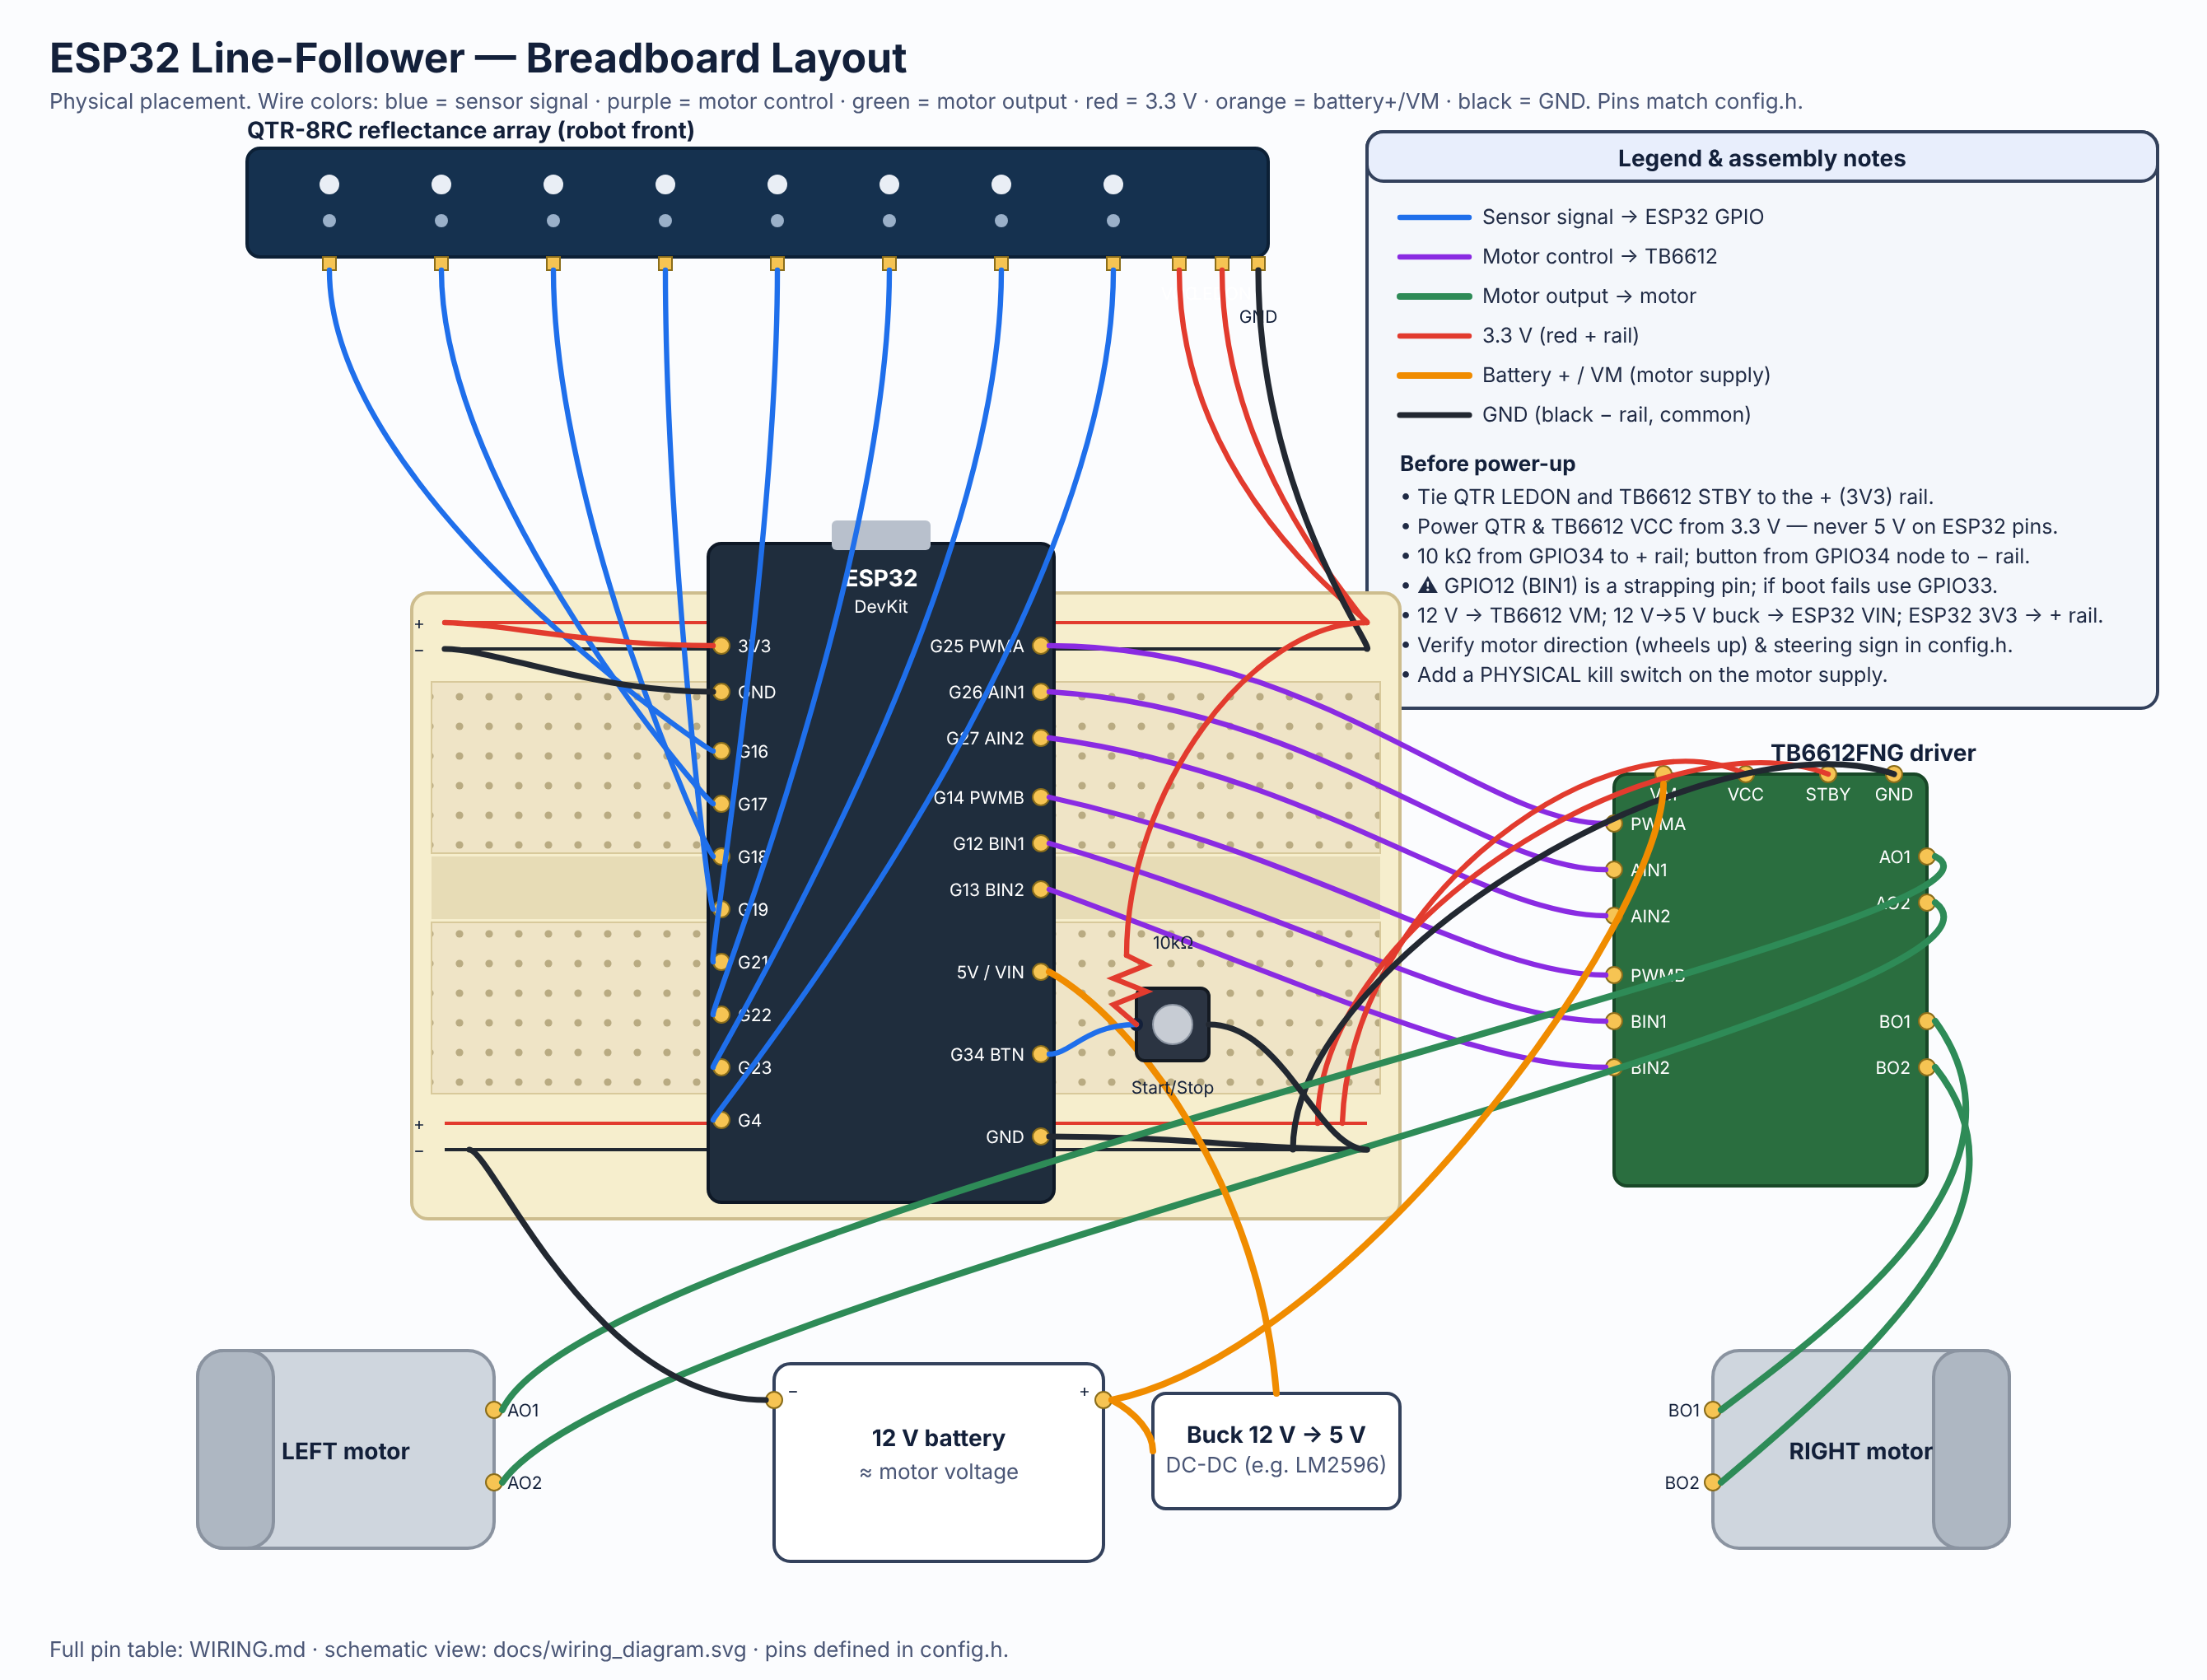 ESP32 Line-Follower — Breadboard Layout
Physical placement. Wire colors: blue = sensor signal · purple = motor control · green = motor output · red = 3.3 V · orange = battery+/VM · black = GND. Pins match config.h.
QTR-8RC reflectance array (robot front)
GND
Legend & assembly notes
Sensor signal → ESP32 GPIO
Motor control → TB6612
Motor output → motor
3.3 V (red + rail)
Battery + / VM (motor supply)
GND (black − rail, common)
Before power-up
• Tie QTR LEDON and TB6612 STBY to the + (3V3) rail.
• Power QTR & TB6612 VCC from 3.3 V — never 5 V on ESP32 pins.
• 10 kΩ from GPIO34 to + rail; button from GPIO34 node to − rail.
• ⚠ GPIO12 (BIN1) is a strapping pin; if boot fails use GPIO33.
• 12 V → TB6612 VM; 12 V→5 V buck → ESP32 VIN; ESP32 3V3 → + rail.
• Verify motor direction (wheels up) & steering sign in config.h.
• Add a PHYSICAL kill switch on the motor supply.
ESP32
DevKit
+
−
3V3
GND
G16
G17
G18
G19
G21
G22
G23
G4
+
−
G25 PWMA
G26 AIN1
G27 AIN2
G14 PWMB
G12 BIN1
G13 BIN2
5V / VIN
G34 BTN
GND
10kΩ
Start/Stop
TB6612FNG driver
VM
VCC
STBY
GND
PWMA
AIN1
AIN2
PWMB
BIN1
BIN2
AO1
AO2
BO1
BO2
LEFT motor
AO1
AO2
−
+
12 V battery
≈ motor voltage
Buck 12 V → 5 V
DC-DC (e.g. LM2596)
BO1
BO2
RIGHT motor
Full pin table: WIRING.md · schematic view: docs/wiring_diagram.svg · pins defined in config.h.